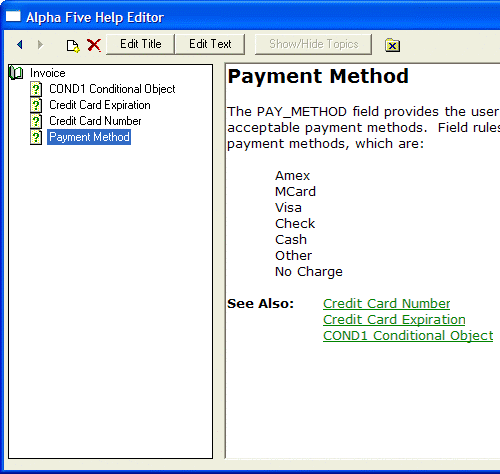 Alpha Five Help Editor
Edit Title
Edit Text
Show/Hide Topics
Invoice
COND1 Conditional Object
Credit Card Expiration
Credit Card Number
Payment Method
Payment Method
The PAY_METHOD field provides the user
acceptable payment methods. Field rules
payment methods, which are:
Amex
MCard
Visa
Check
Cash
Other
No Charge
See Also: Credit Card Number
Credit Card Expiration
COND1 Conditional Object